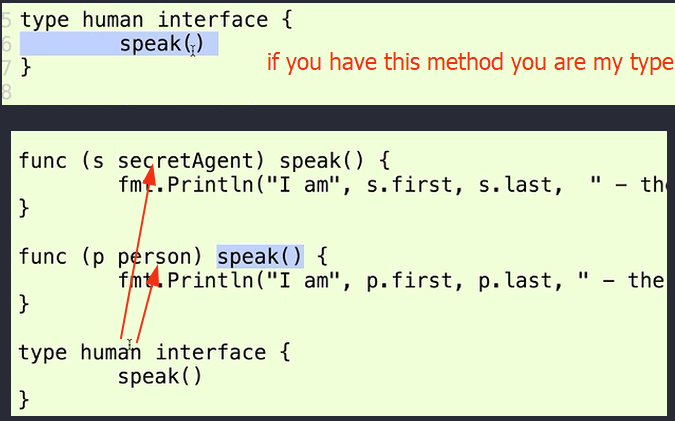 5 type human interface {
6 speak()
7 }
if you have this method you are my type
8
func (s secretAgent) speak() {
fmt.Println("I am", s.first, s.last, " – the
}
func (p person) speak() {
fmt.Println("I am", p.first, p.last, " – the
}
type human interface {
speak()
}